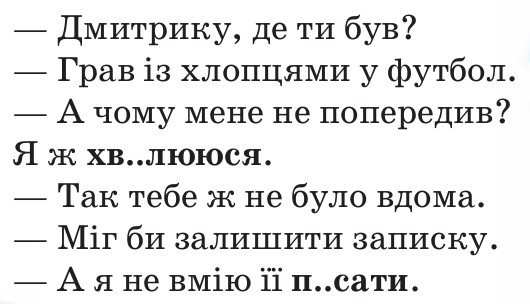 — Дмитрику, де ти був?
— Грав із хлопцями у футбол.
— А чому мене не попередив?
Я ж хв..лююся.
— Так тебе ж не було вдома.
— Міг би залишити записку.
— А я не вмію її п..сати.